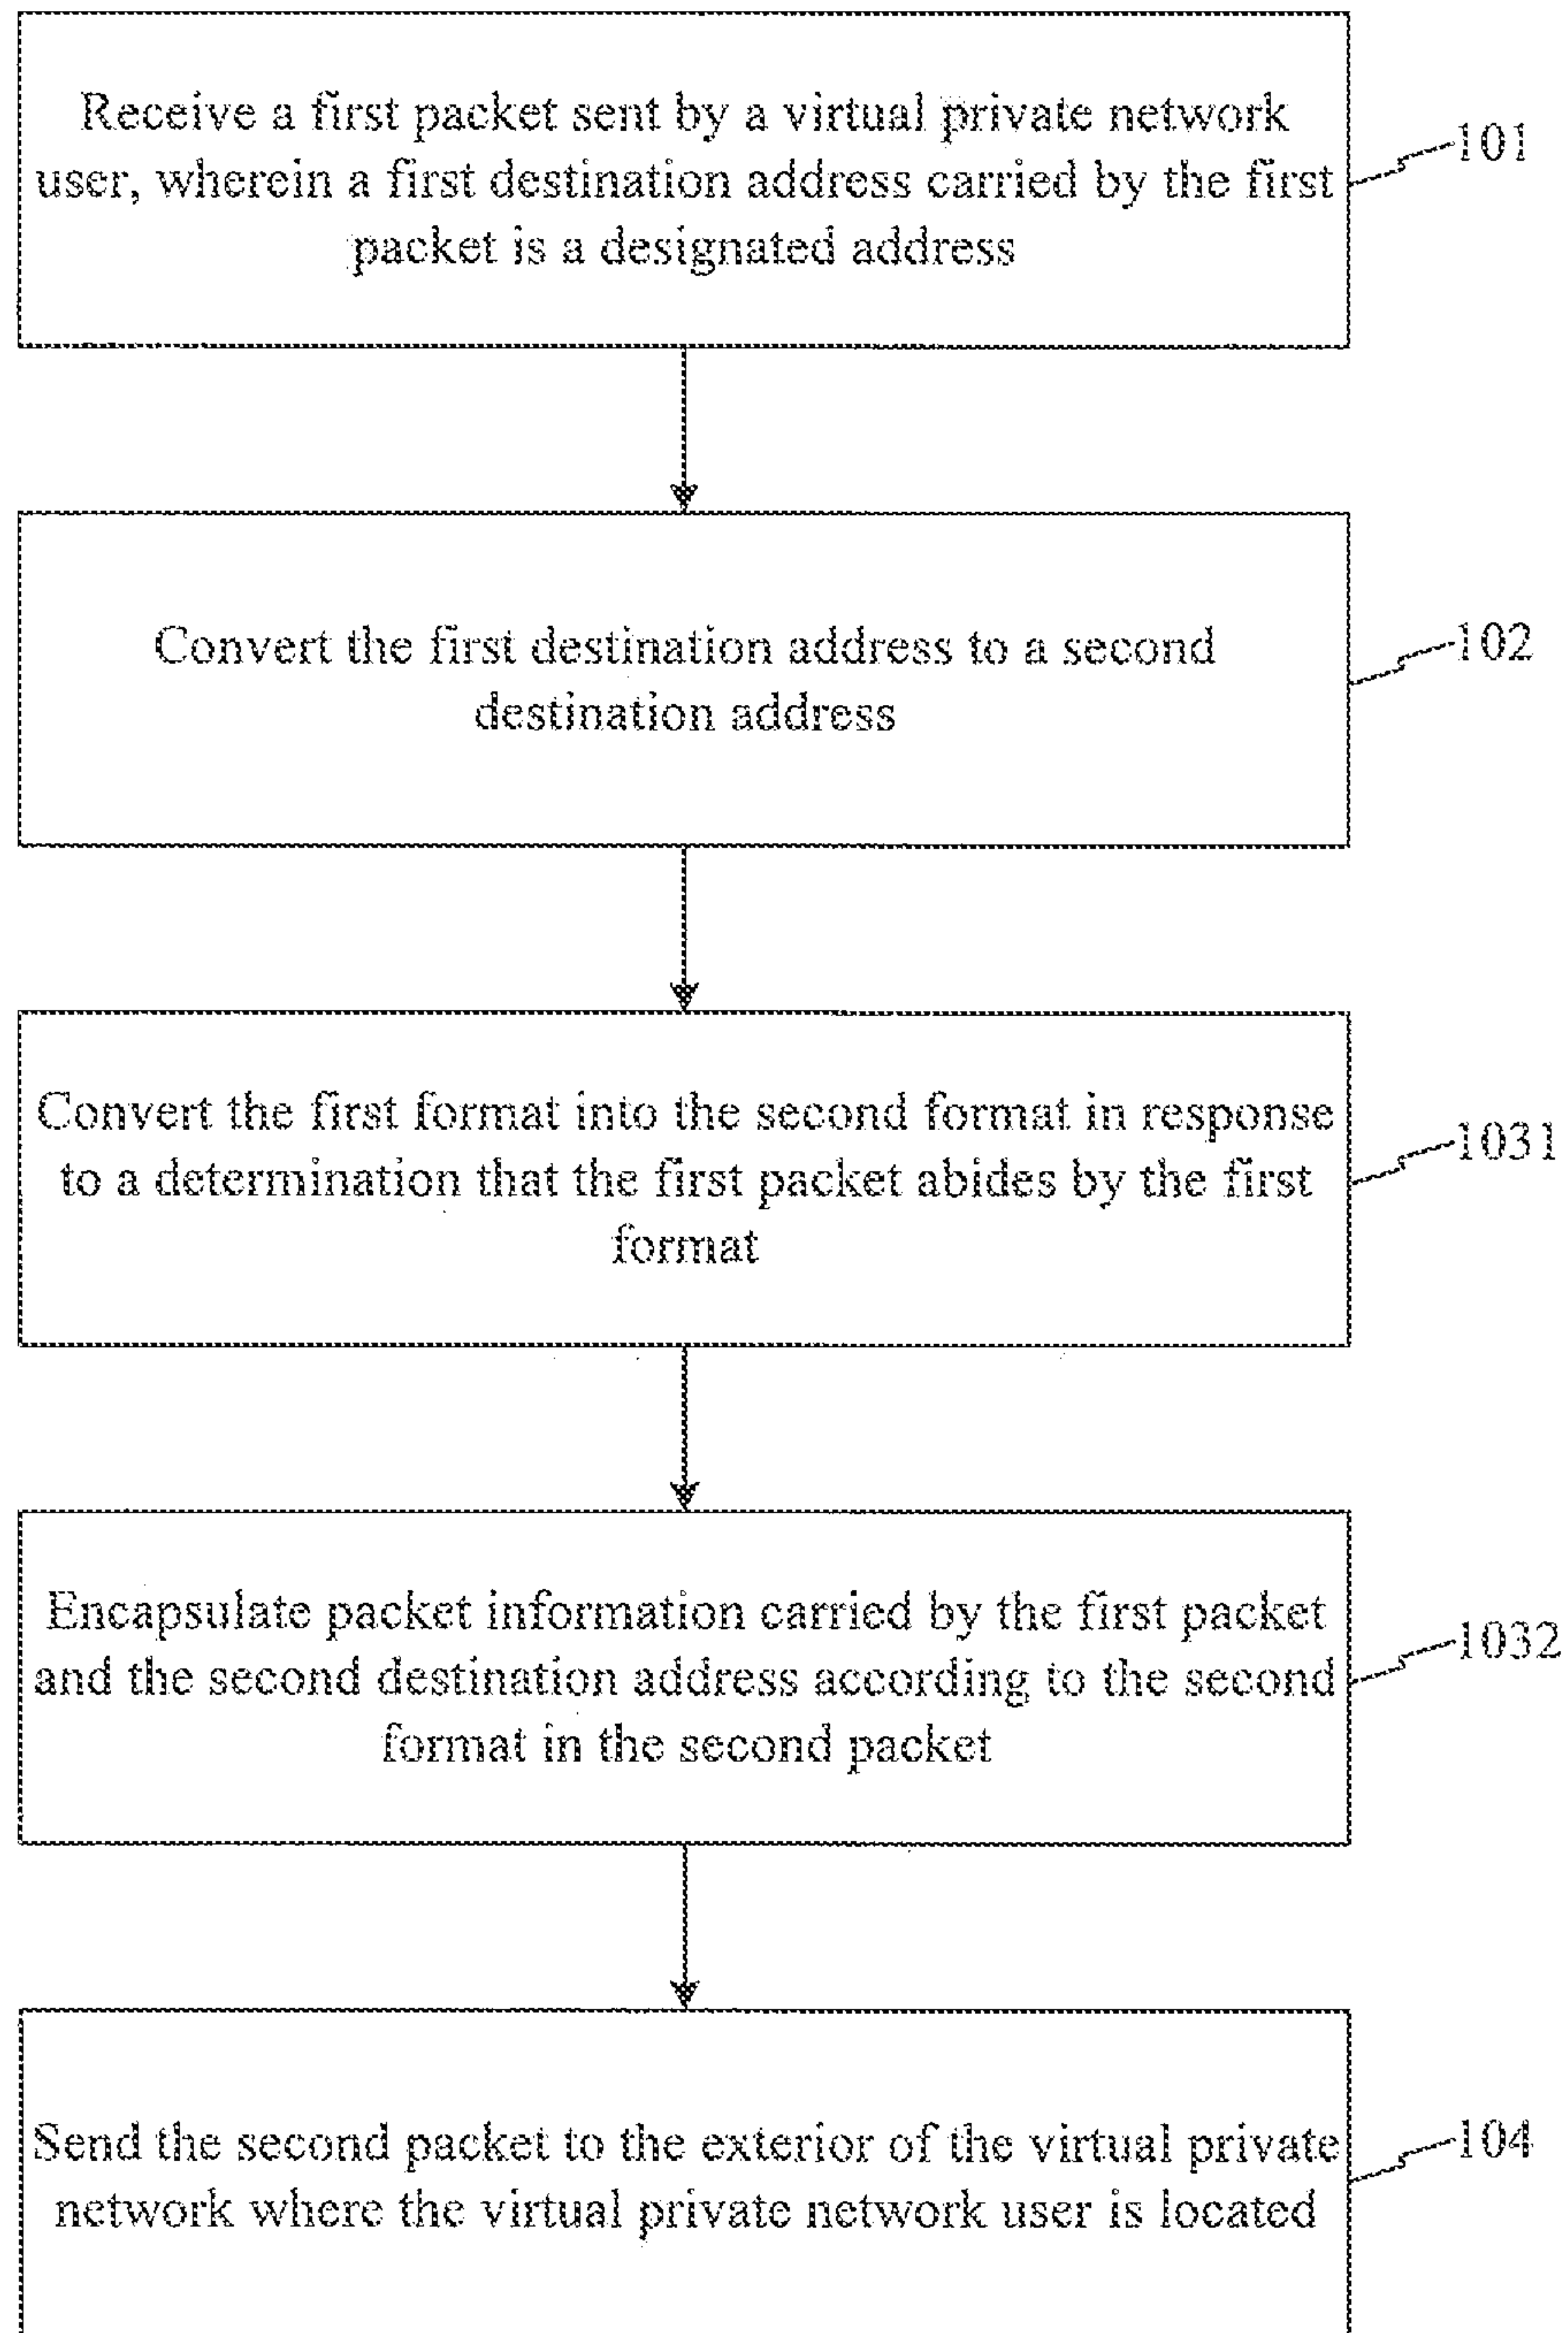 Receive a first packet sent by a virtual private network
user, wherein a first destination address carried by the first
packet is a designated address
101
Convert the first destination address to a second
destination address
102
Convert the first format into the second format in response
to a determination that the first packet abides by the first
format
1031
Encapsulate packet information carried by the first packet
and the second destination address according to the second
format in the second packet
1032
Send the second packet to the exterior of the virtual private
network where the virtual private network user is located
104